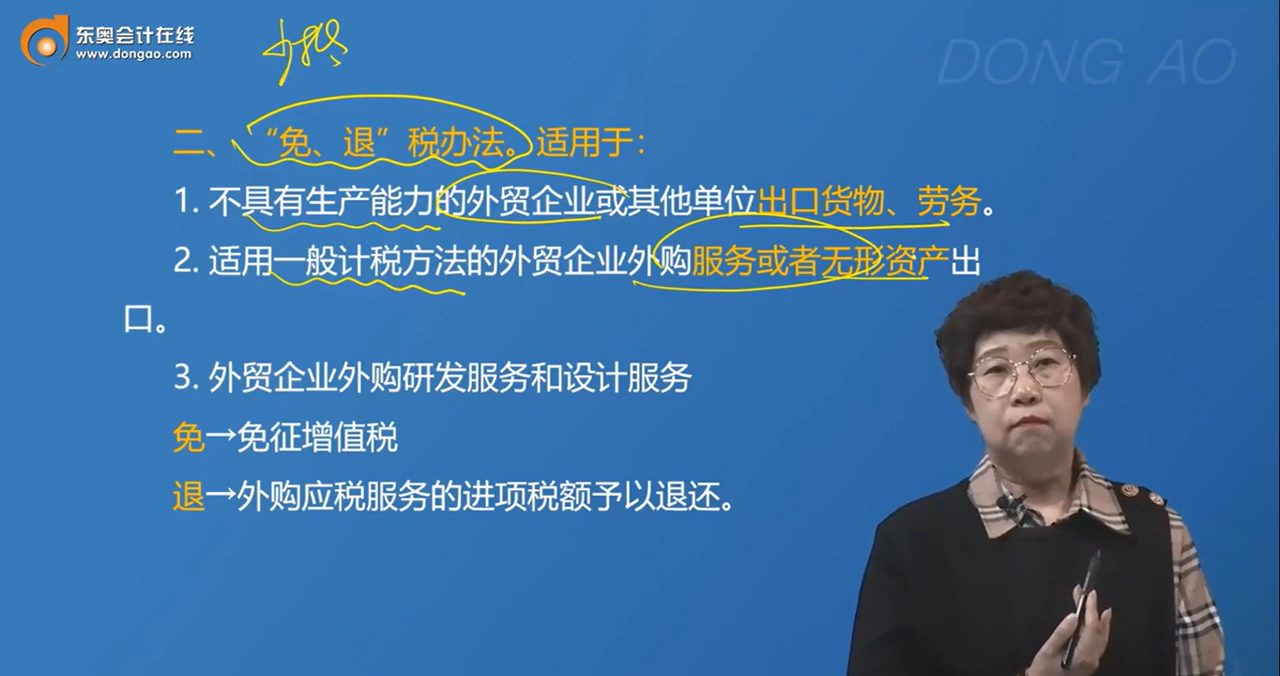 东奥会计在线
www.dongao.com
DONG AO
二、“免、退”税办法。适用于：
1. 不具有生产能力的外贸企业或其他单位出口货物、劳务。
2. 适用一般计税方法的外贸企业外购服务或者无形资产出
口。
3. 外贸企业外购研发服务和设计服务
免→免征增值税
退→外购应税服务的进项税额予以退还。